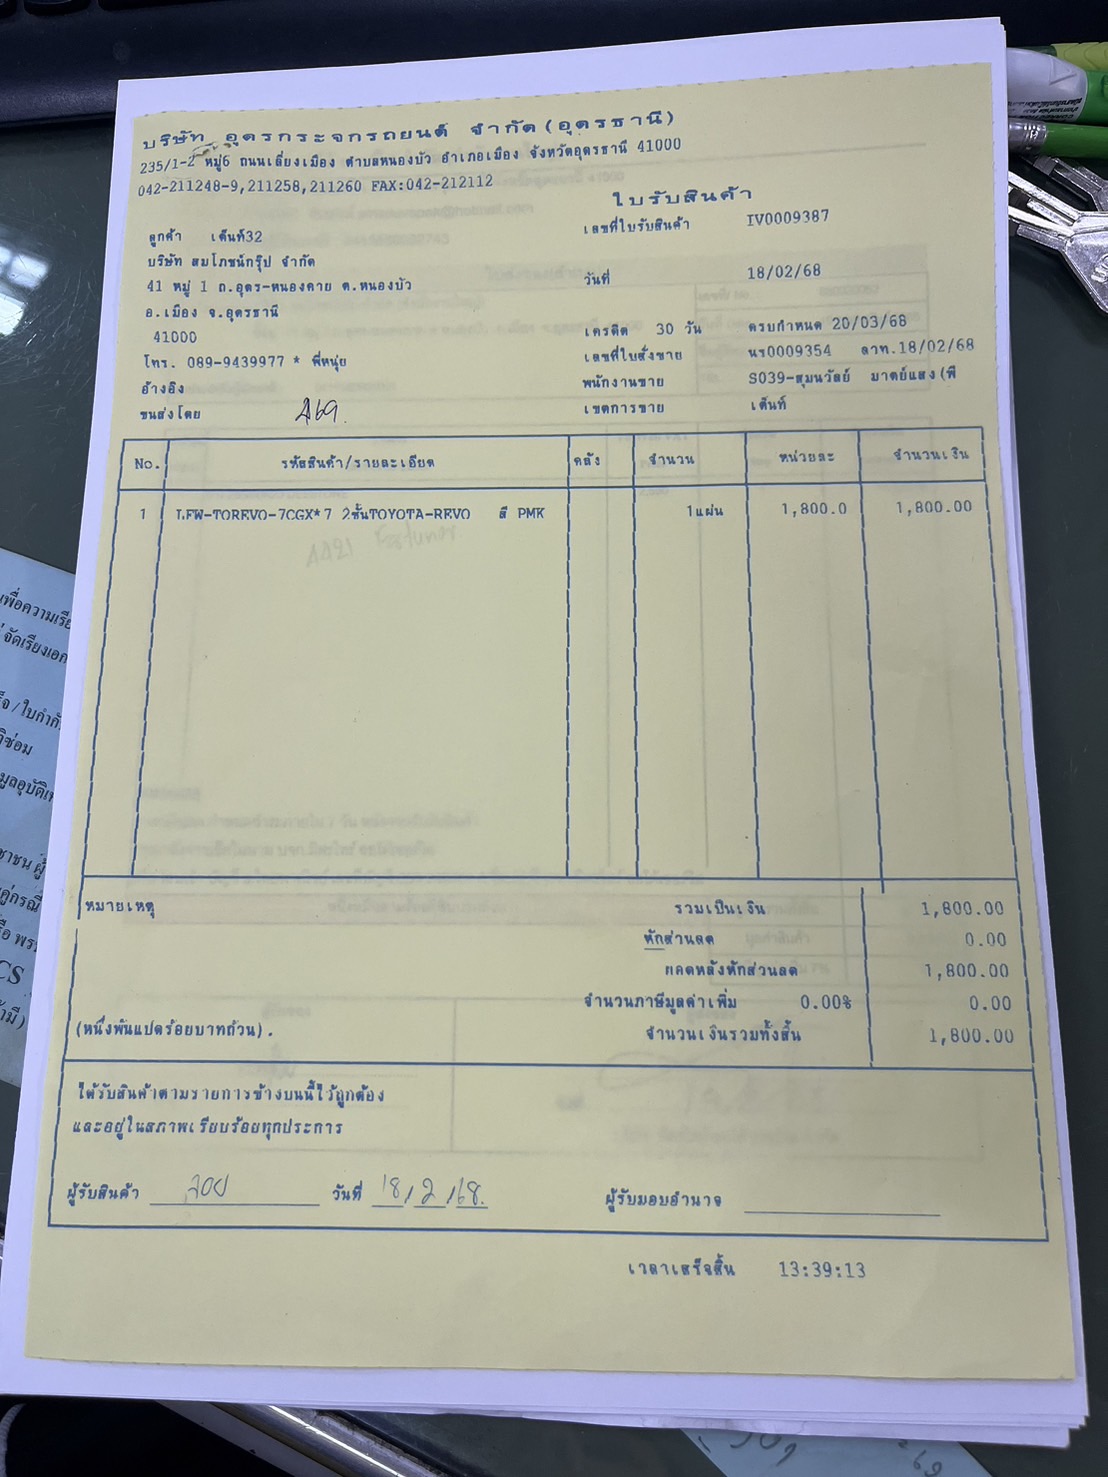 บริษัท อุดรกระจกรถยนต์ จำกัด(อุดรธานี)
235/1-2 หมู่6 ถนนเลี่ยงเมือง ตำบลหนองบัว อำเภอเมือง จังหวัดอุดรธานี 41000
042-211248-9,211258,211260 FAX:042-212112
ใบรับสินค้า
เลขที่ใบรับสินค้า IV0009387
ลูกค้า เต็นท์32
บริษัท สมโภชน์กรุ๊ป จำกัด
วันที่ 18/02/68
41 หมู่ 1 ถ.อุดร-หนองคาย ต.หนองบัว
อ.เมือง จ.อุดรธานี
เครดิต 30 วัน ครบกำหนด 20/03/68
41000
เลขที่ใบสั่งขาย นร0009354 ลาท.18/02/68
โทร. 089-9439977 * พี่หนุ่ย
พนักงานขาย S039-สุมนวัลย์ มาตย์แสง(พี
อ้างอิง
เขตการขาย เต็นท์
ขนส่งโดย
No. รหัสสินค้า/รายละเอียด คลัง จำนวน หน่วยละ จำนวนเงิน
1 LFW-TOREVO-7CGX*7 2ชั้นTOYOTA-REVO สี PMK 1แผ่น 1,800.0 1,800.00
หมายเหตุ รวมเป็นเงิน 1,800.00
หักส่วนลด 0.00
ยอดหลังหักส่วนลด 1,800.00
จำนวนภาษีมูลค่าเพิ่ม 0.00% 0.00
(หนึ่งพันแปดร้อยบาทถ้วน). จำนวนเงินรวมทั้งสิ้น 1,800.00
ได้รับสินค้าตามรายการข้างบนนี้ไว้ถูกต้อง
และอยู่ในสภาพเรียบร้อยทุกประการ
ผู้รับสินค้า วันที่ 18/2/68. ผู้รับมอบอำนาจ
เวลาเสร็จสิ้น 13:39:13